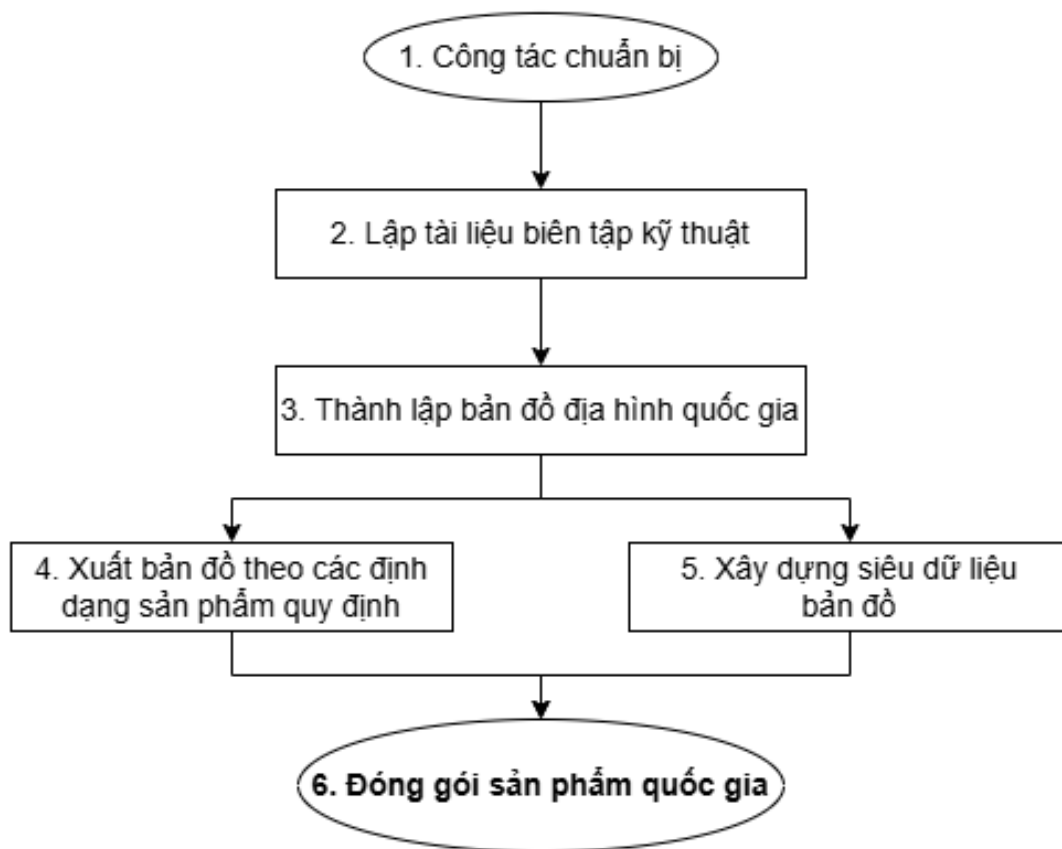 1. Công tác chuẩn bị
2. Lập tài liệu biên tập kỹ thuật
3. Thành lập bản đồ địa hình quốc gia
4. Xuất bản đồ theo các định
dạng sản phẩm quy định
5. Xây dựng siêu dữ liệu
bản đồ
6. Đóng gói sản phẩm quốc gia